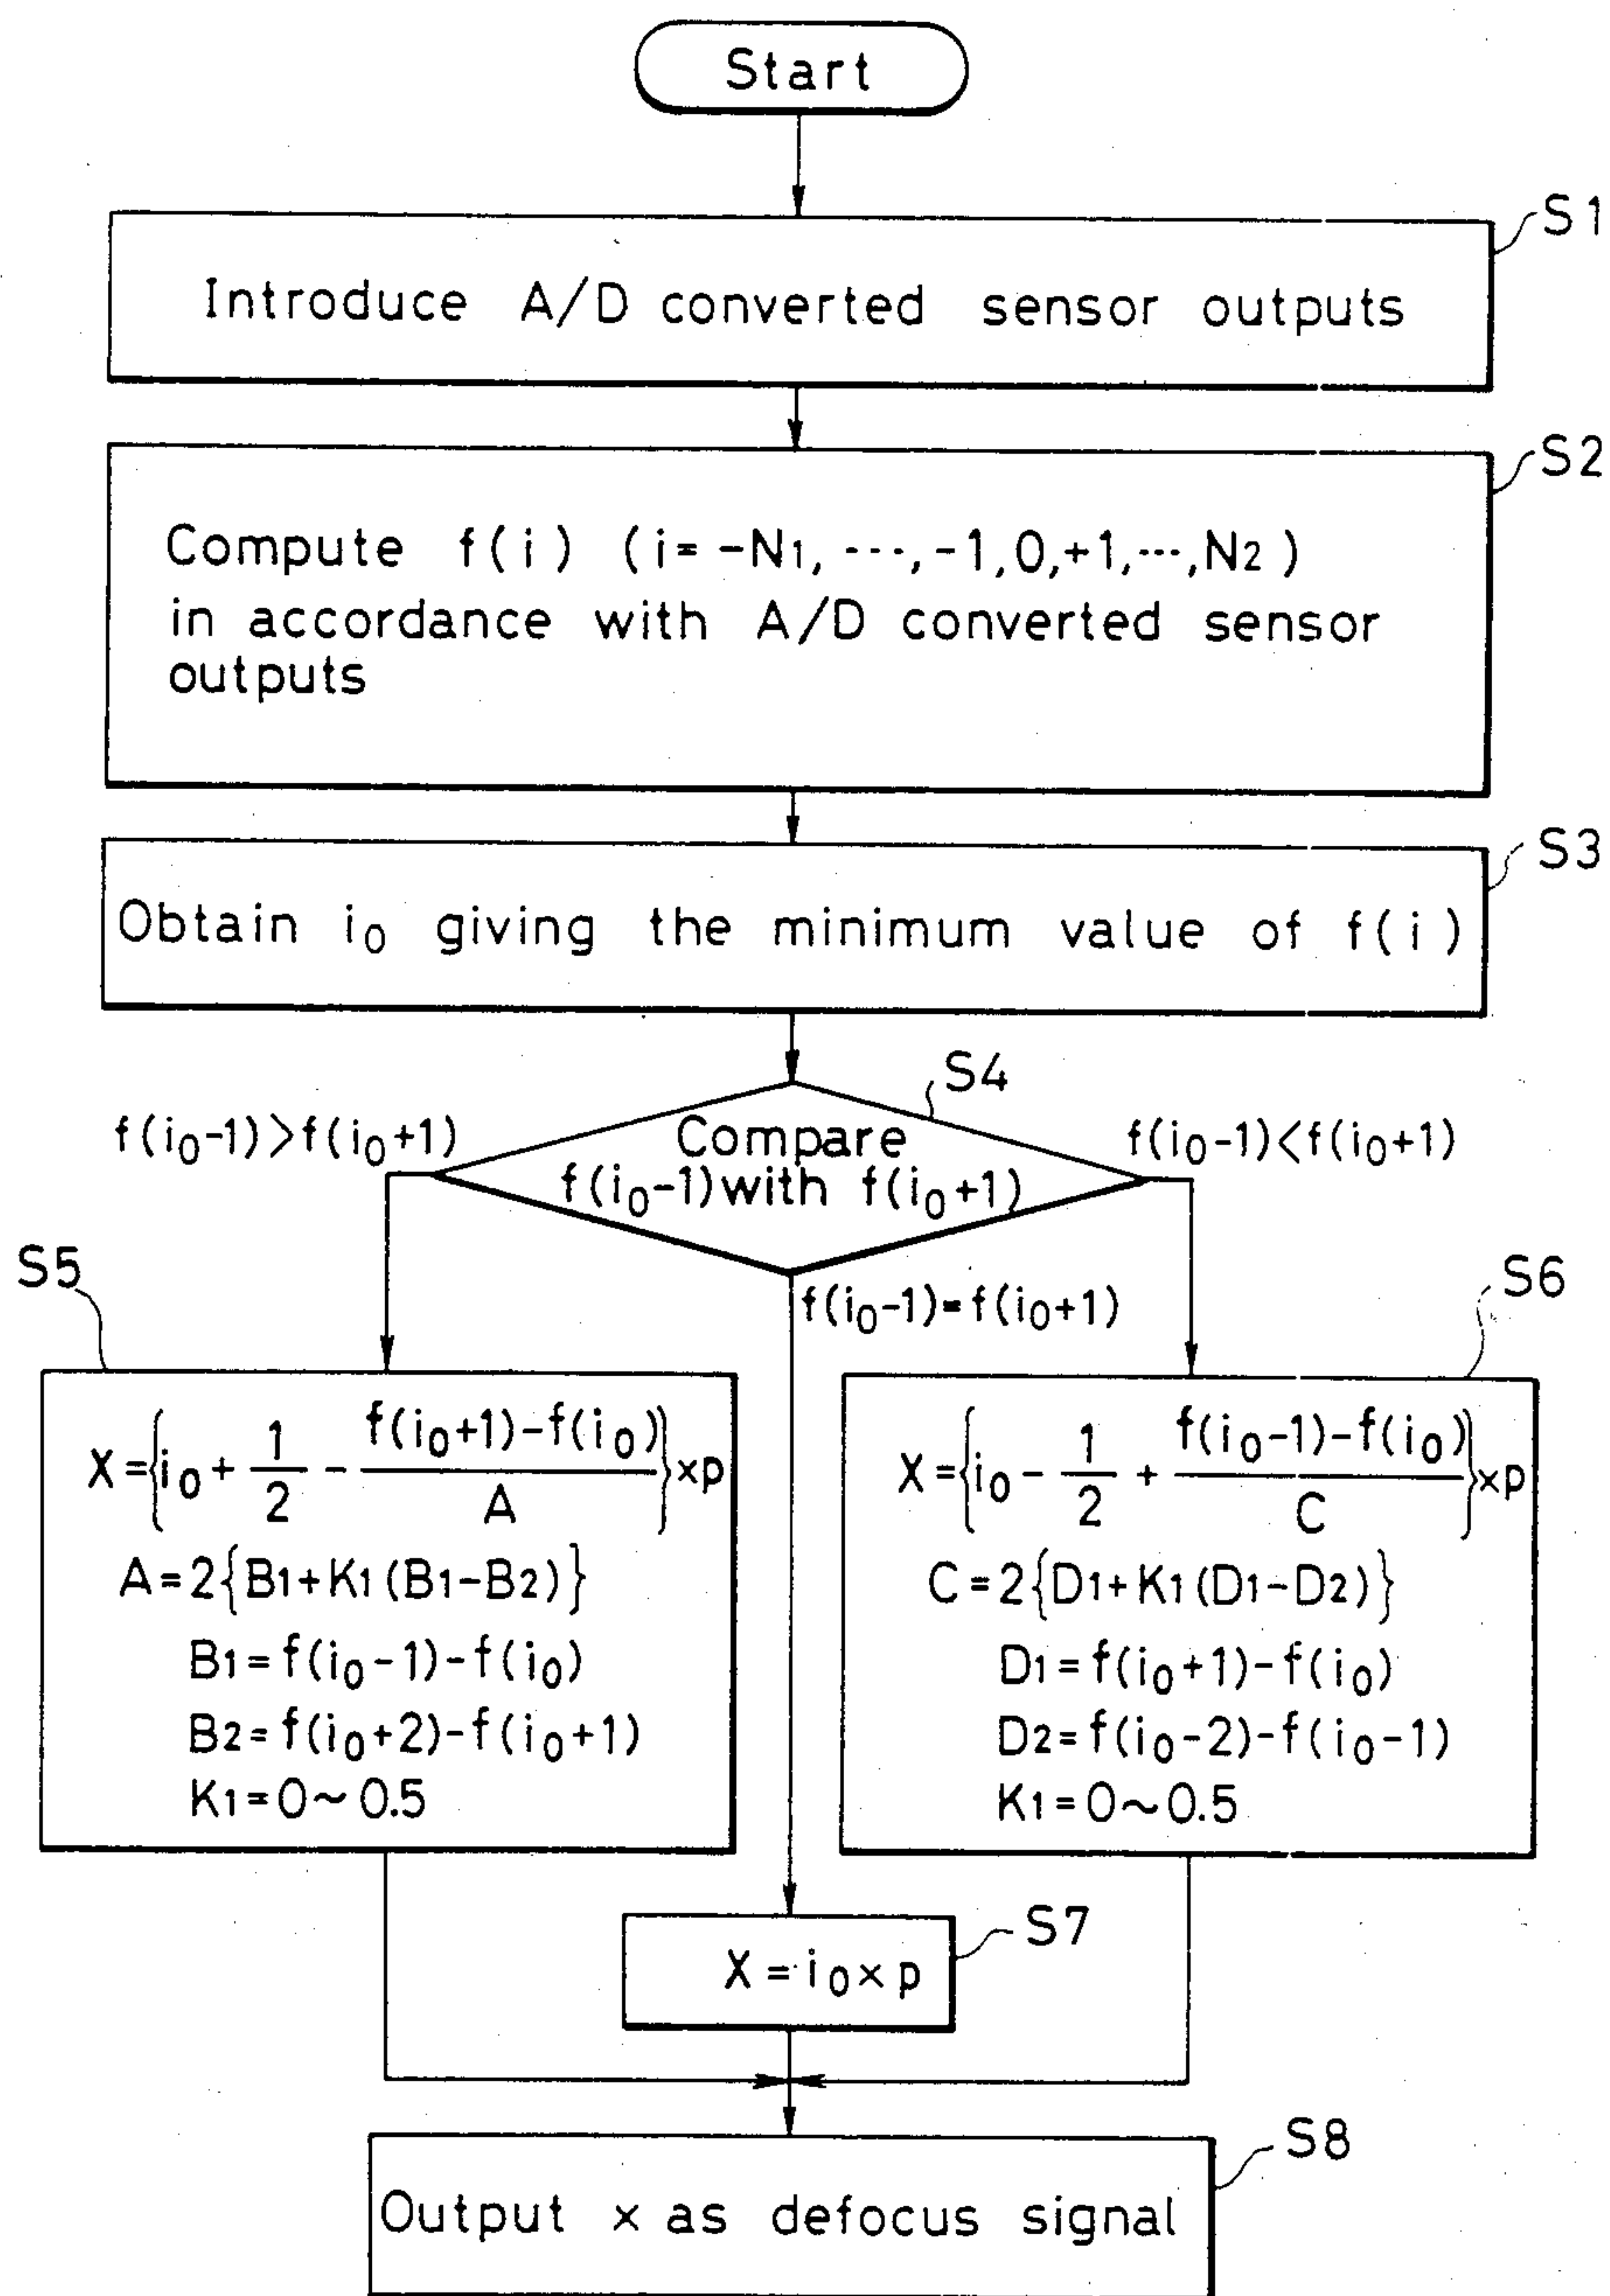 Start
S1
Introduce A/D converted sensor outputs
S2
Compute f(i) (i= -N1, ---, -1,0,+1,---,N2)
in accordance with A/D converted sensor
outputs
S3
Obtain i0 giving the minimum value of f(i)
S4
f(i0-1)>f(i0+1)
Compare
f(i0-1) with f(i0+1)
f(i0-1)<f(i0+1)
f(i0-1)=f(i0+1)
S5
X={i0+1/2-(f(i0+1)-f(i0))/A}×p
A=2{B1+K1(B1-B2)}
B1=f(i0-1)-f(i0)
B2=f(i0+2)-f(i0+1)
K1=0~0.5
S6
X={i0-1/2+(f(i0-1)-f(i0))/C}×p
C=2{D1+K1(D1-D2)}
D1=f(i0+1)-f(i0)
D2=f(i0-2)-f(i0-1)
K1=0~0.5
S7
X=i0×p
S8
Output x as defocus signal